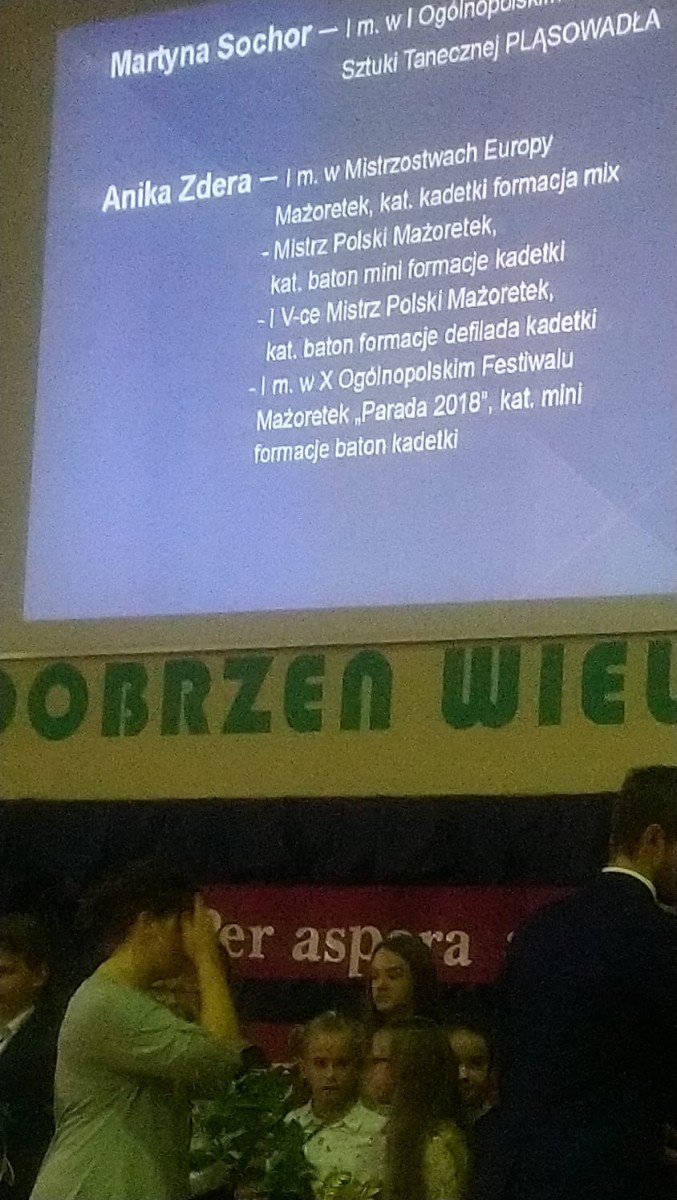 Martyna Sochor – I m. w I Ogólnopolskim
Sztuki Tanecznej PLĄSOWADŁA
Anika Zdera – I m. w Mistrzostwach Europy
Mażoretek, kat. kadetki formacja mix
- Mistrz Polski Mażoretek,
kat. baton mini formacje kadetki
- I V-ce Mistrz Polski Mażoretek,
kat. baton formacje defilada kadetki
- I m. w X Ogólnopolskim Festiwalu
Mażoretek „Parada 2018”, kat. mini
formacje baton kadetki
DOBRZEŃ WIEL
Per aspera